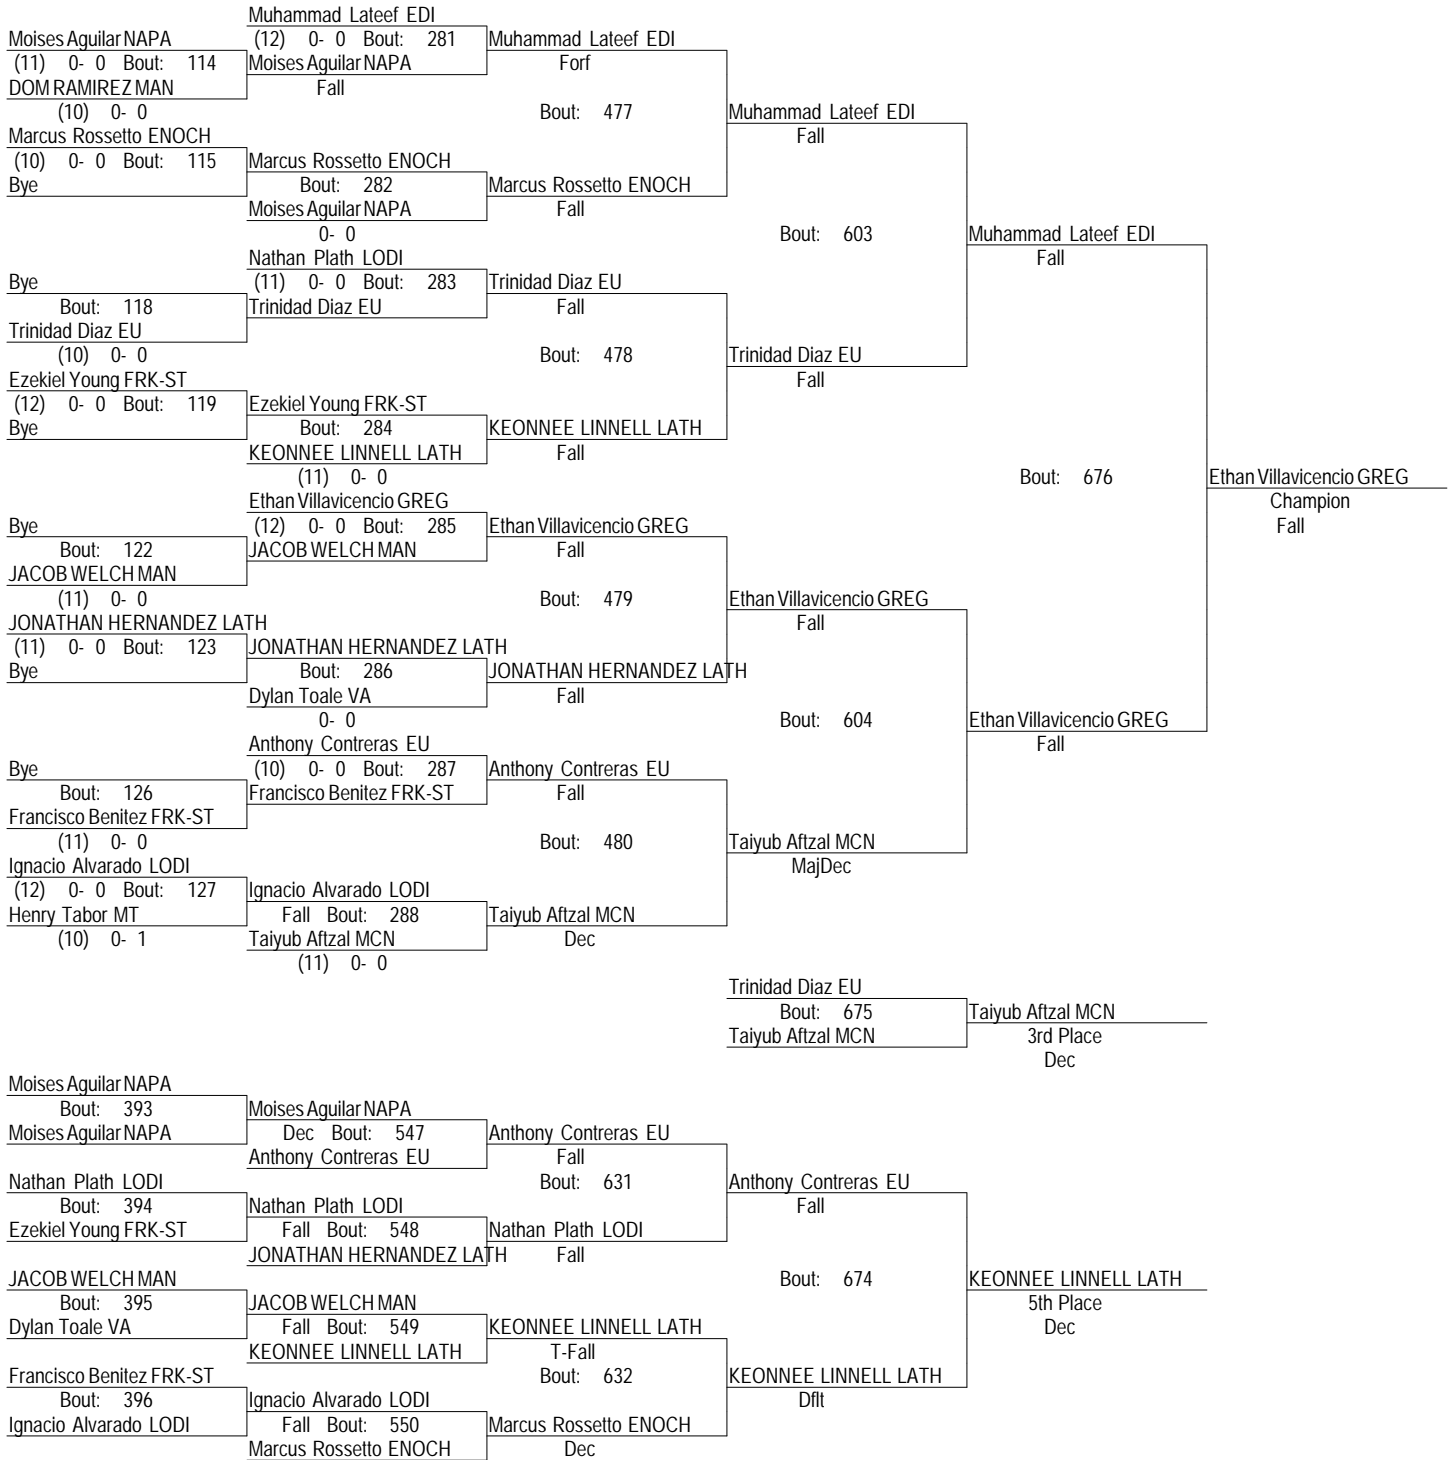 Muhammad Lateef EDI
Moises Aguilar NAPA (12) 0- 0 Bout: 281 Muhammad Lateef EDI
(11) 0- 0 Bout: 114 Moises Aguilar NAPA Forf
DOM RAMIREZ MAN Fall
(10) 0- 0 Bout: 477 Muhammad Lateef EDI
Marcus Rossetto ENOCH Fall
(10) 0- 0 Bout: 115 Marcus Rossetto ENOCH
Bye Bout: 282 Marcus Rossetto ENOCH
Moises Aguilar NAPA Fall
0- 0 Bout: 603 Muhammad Lateef EDI
Nathan Plath LODI Fall
Bye (11) 0- 0 Bout: 283 Trinidad Diaz EU
Bout: 118 Trinidad Diaz EU Fall
Trinidad Diaz EU
(10) 0- 0 Bout: 478 Trinidad Diaz EU
Ezekiel Young FRK-ST Fall
(12) 0- 0 Bout: 119 Ezekiel Young FRK-ST
Bye Bout: 284 KEONNEE LINNELL LATH
KEONNEE LINNELL LATH Fall
(11) 0- 0 Bout: 676 Ethan Villavicencio GREG
Ethan Villavicencio GREG Champion
Bye (12) 0- 0 Bout: 285 Ethan Villavicencio GREG Fall
Bout: 122 JACOB WELCH MAN Fall
JACOB WELCH MAN
(11) 0- 0 Bout: 479 Ethan Villavicencio GREG
JONATHAN HERNANDEZ LATH Fall
(11) 0- 0 Bout: 123 JONATHAN HERNANDEZ LATH
Bye Bout: 286 JONATHAN HERNANDEZ LATH
Dylan Toale VA Fall
0- 0 Bout: 604 Ethan Villavicencio GREG
Anthony Contreras EU Fall
Bye (10) 0- 0 Bout: 287 Anthony Contreras EU
Bout: 126 Francisco Benitez FRK-ST Fall
Francisco Benitez FRK-ST
(11) 0- 0 Bout: 480 Taiyub Aftzal MCN
Ignacio Alvarado LODI MajDec
(12) 0- 0 Bout: 127 Ignacio Alvarado LODI
Henry Tabor MT Fall Bout: 288 Taiyub Aftzal MCN
(10) 0- 1 Taiyub Aftzal MCN Dec
(11) 0- 0
Trinidad Diaz EU
Bout: 675 Taiyub Aftzal MCN
Taiyub Aftzal MCN 3rd Place
Dec
Moises Aguilar NAPA
Bout: 393 Moises Aguilar NAPA
Moises Aguilar NAPA Dec Bout: 547 Anthony Contreras EU
Anthony Contreras EU Fall
Nathan Plath LODI Bout: 631 Anthony Contreras EU
Bout: 394 Nathan Plath LODI Fall
Ezekiel Young FRK-ST Fall Bout: 548 Nathan Plath LODI
JONATHAN HERNANDEZ LATH Fall
JACOB WELCH MAN Bout: 674 KEONNEE LINNELL LATH
Bout: 395 JACOB WELCH MAN 5th Place
Dylan Toale VA Fall Bout: 549 KEONNEE LINNELL LATH Dec
KEONNEE LINNELL LATH T-Fall
Francisco Benitez FRK-ST Bout: 632 KEONNEE LINNELL LATH
Bout: 396 Ignacio Alvarado LODI Dflt
Ignacio Alvarado LODI Fall Bout: 550 Marcus Rossetto ENOCH
Marcus Rossetto ENOCH Dec